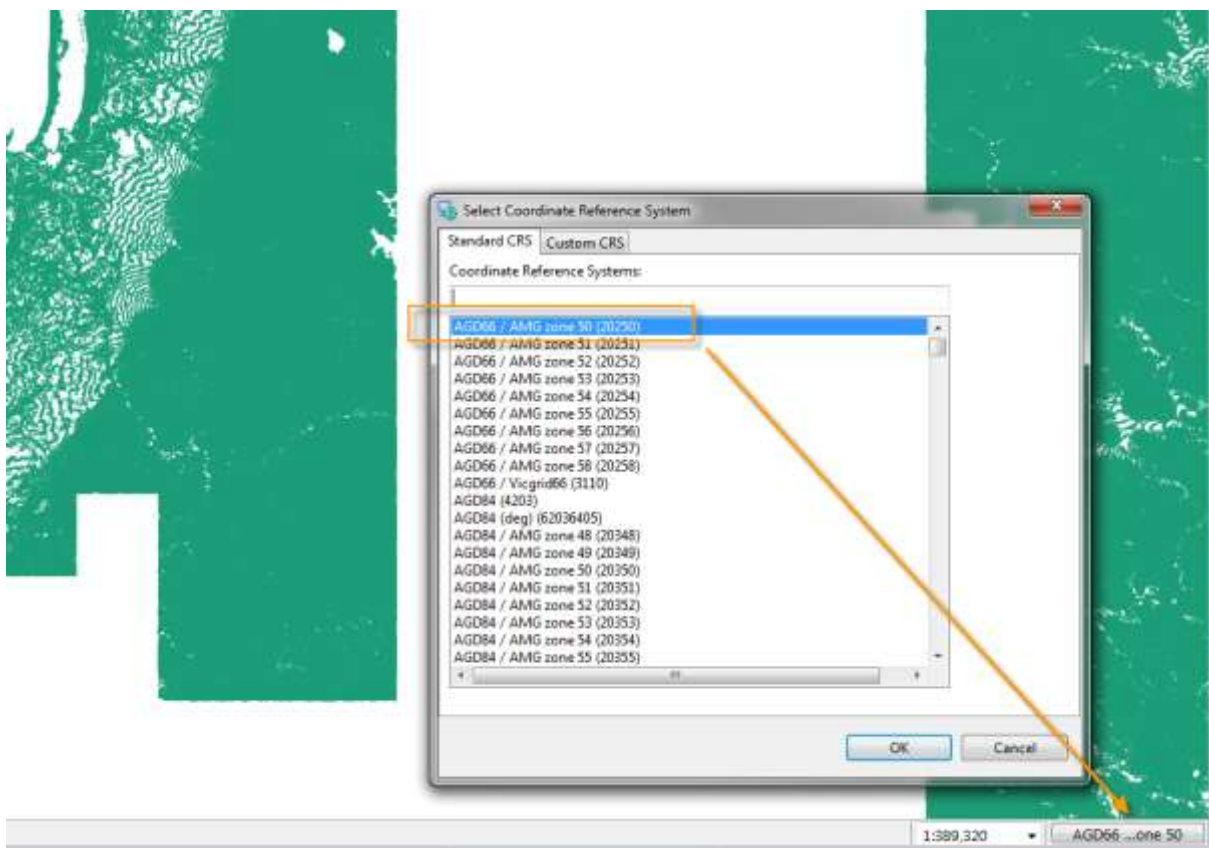 Select Coordinate Reference System
Standard CRS Custom CRS
Coordinate Reference Systems:
AGD66 / AMG zone 50 (20250)
AGD66 / AMG zone 51 (20251)
AGD66 / AMG zone 52 (20252)
AGD66 / AMG zone 53 (20253)
AGD66 / AMG zone 54 (20254)
AGD66 / AMG zone 55 (20255)
AGD66 / AMG zone 56 (20256)
AGD66 / AMG zone 57 (20257)
AGD66 / AMG zone 58 (20258)
AGD66 / Vicgrid66 (3110)
AGD84 (4203)
AGD84 (deg) (62036405)
AGD84 / AMG zone 48 (20348)
AGD84 / AMG zone 49 (20349)
AGD84 / AMG zone 50 (20350)
AGD84 / AMG zone 51 (20351)
AGD84 / AMG zone 52 (20352)
AGD84 / AMG zone 53 (20353)
AGD84 / AMG zone 54 (20354)
AGD84 / AMG zone 55 (20355)
OK Cancel
1:389,320 AGD66 ...one 50